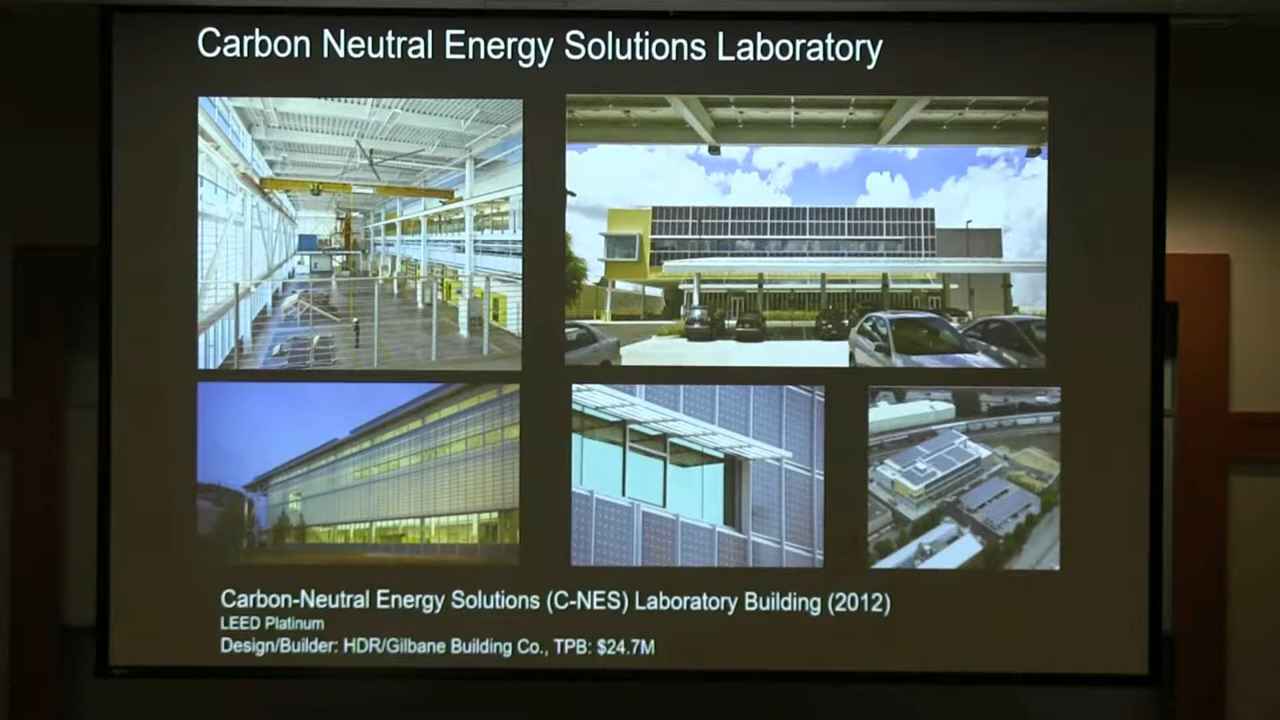 Carbon Neutral Energy Solutions Laboratory
Carbon-Neutral Energy Solutions (C-NES) Laboratory Building (2012)
LEED Platinum
Design/Builder: HDR/Gilbane Building Co., TPB: $24.7M